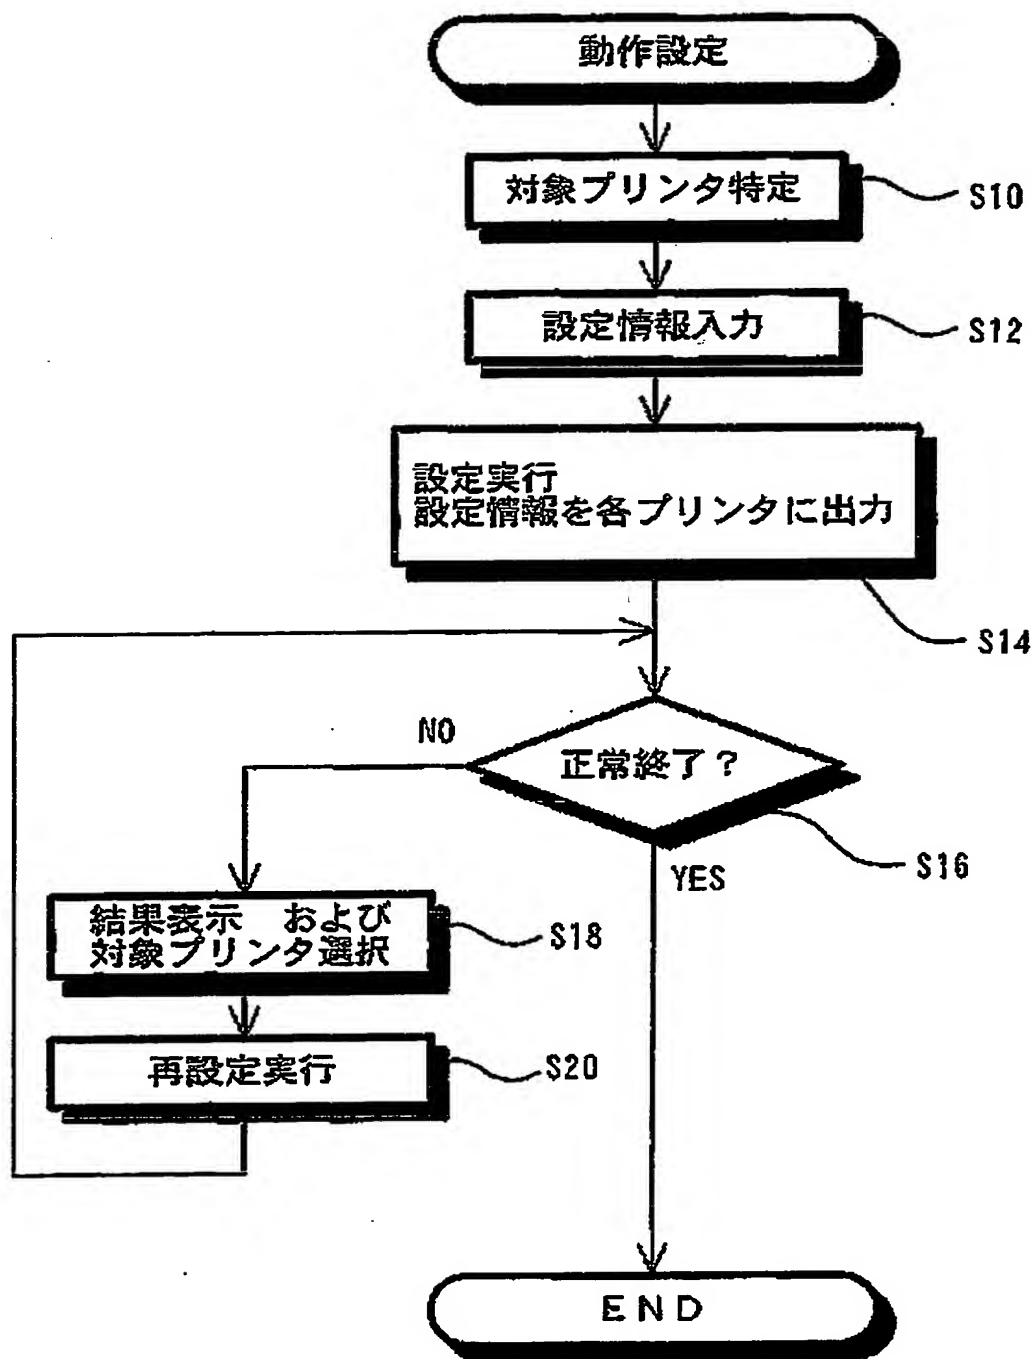 動作設定
対象プリンタ特定
S10
設定情報入力
S12
設定実行
設定情報を各プリンタに出力
S14
正常終了?
NO
YES
S16
結果表示　および
対象プリンタ選択
S18
再設定実行
S20
END